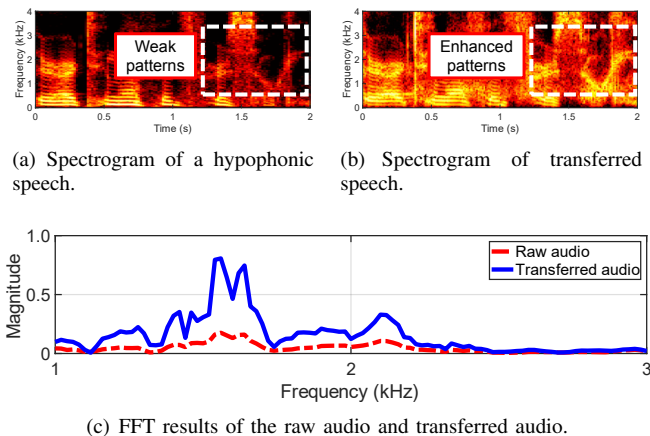 4
3
2
1
0
Frequency (kHz)
Weak
patterns
0 0.5 1 1.5 2
Time (s)
4
3
2
1
0
Frequency (kHz)
Enhanced
patterns
0 0.5 1 1.5 2
Time (s)
(a) Spectrogram of a hypophonic
speech.
(b) Spectrogram of transferred
speech.
1.0
0.5
0
Magnitude
Raw audio
Transferred audio
1 2 3
Frequency (kHz)
(c) FFT results of the raw audio and transferred audio.